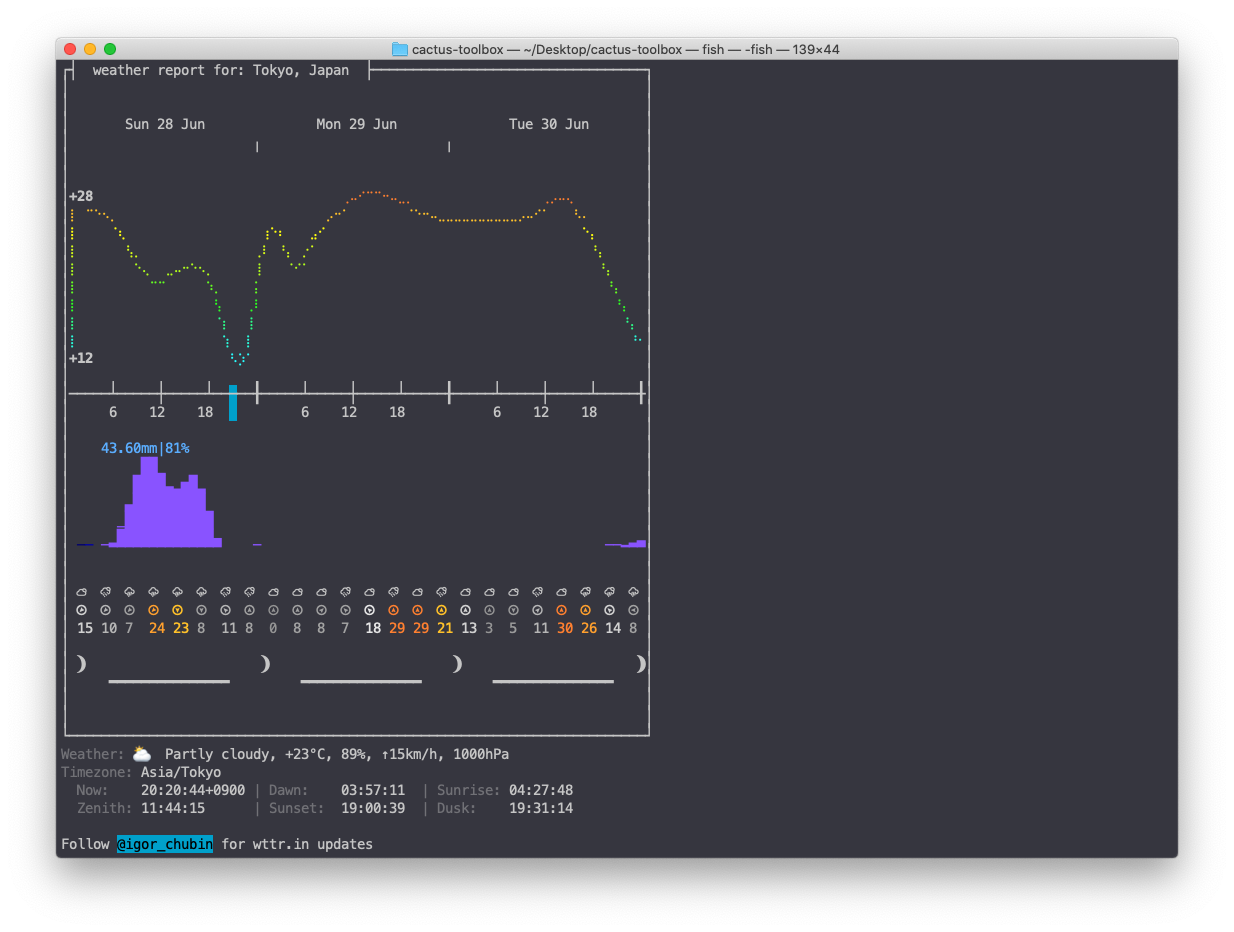 cactus-toolbox — ~/Desktop/cactus-toolbox — fish — -fish — 139×44
weather report for: Tokyo, Japan
Sun 28 Jun Mon 29 Jun Tue 30 Jun
+28
+12
6 12 18 6 12 18 6 12 18
43.60mm|81%
15 10 7 24 23 8 11 8 0 8 8 7 18 29 29 21 13 3 5 11 30 26 14 8
Weather: ⛅ Partly cloudy, +23°C, 89%, ↑15km/h, 1000hPa
Timezone: Asia/Tokyo
Now: 20:20:44+0900 | Dawn: 03:57:11 | Sunrise: 04:27:48
Zenith: 11:44:15 | Sunset: 19:00:39 | Dusk: 19:31:14
Follow @igor_chubin for wttr.in updates